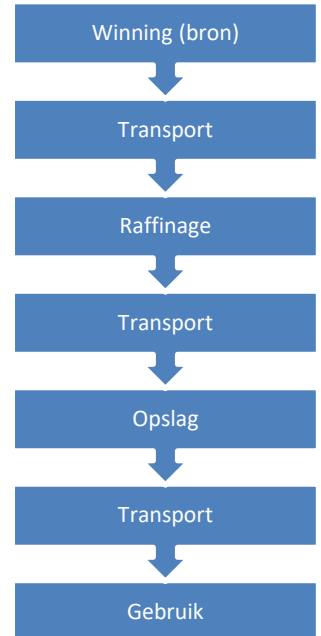 Winning (bron)
Transport
Raffinage
Transport
Opslag
Transport
Gebruik